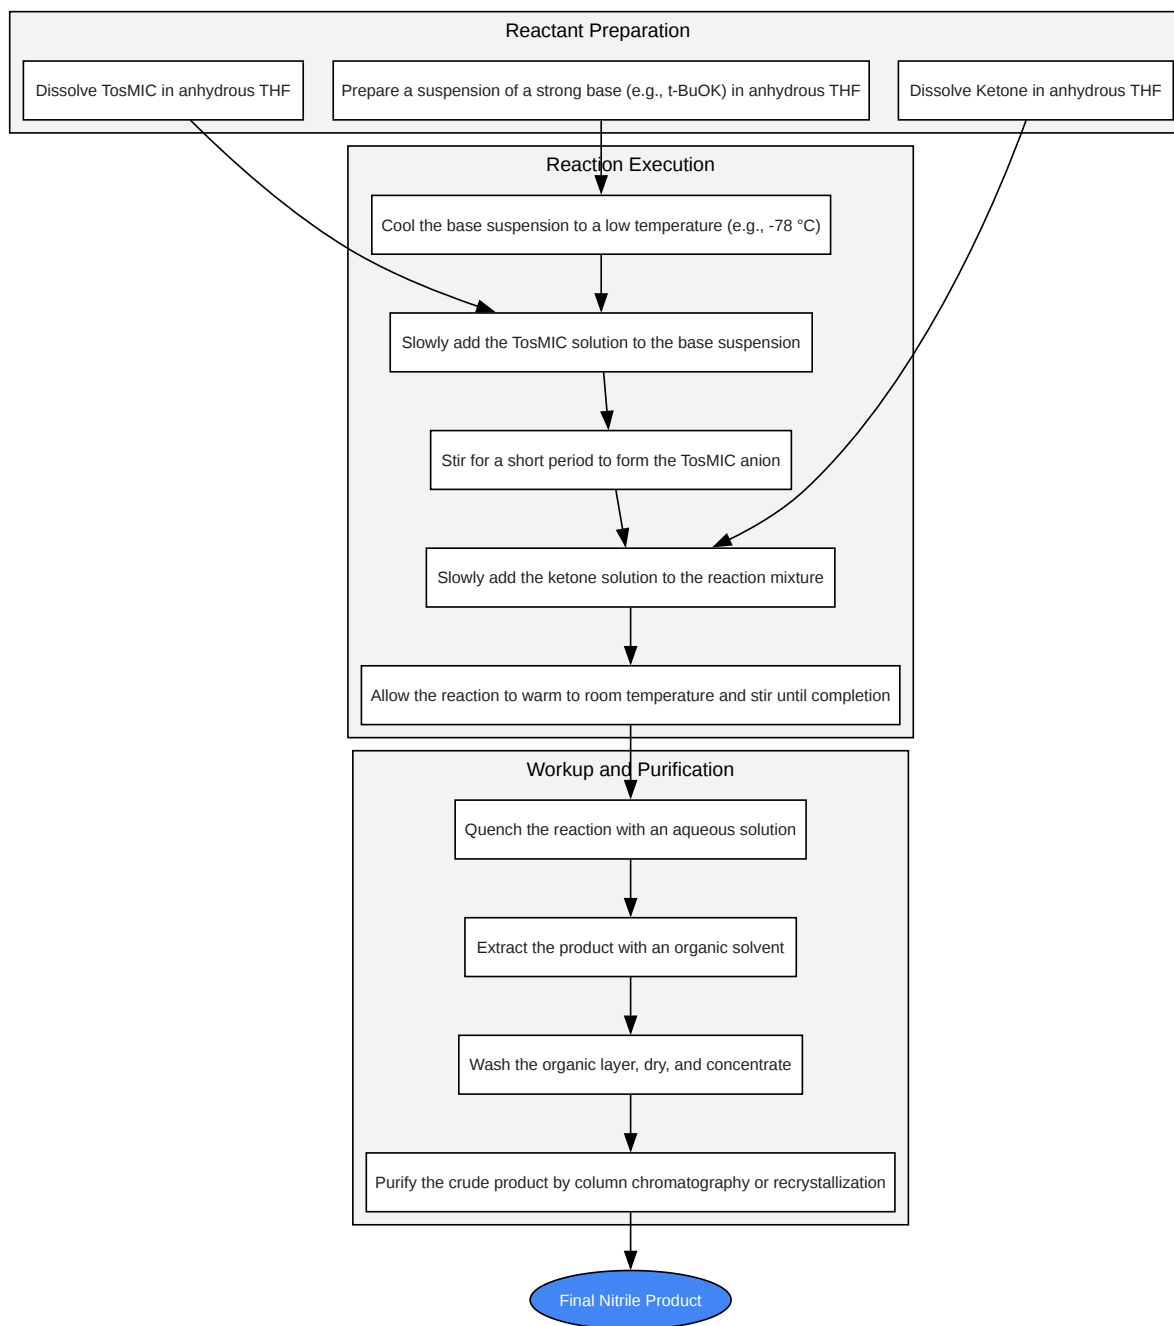 Reactant Preparation
Dissolve TosMIC in anhydrous THF
Prepare a suspension of a strong base (e.g., t-BuOK) in anhydrous THF
Dissolve Ketone in anhydrous THF
Reaction Execution
Cool the base suspension to a low temperature (e.g., -78 °C)
Slowly add the TosMIC solution to the base suspension
Stir for a short period to form the TosMIC anion
Slowly add the ketone solution to the reaction mixture
Allow the reaction to warm to room temperature and stir until completion
Workup and Purification
Quench the reaction with an aqueous solution
Extract the product with an organic solvent
Wash the organic layer, dry, and concentrate
Purify the crude product by column chromatography or recrystallization
Final Nitrile Product